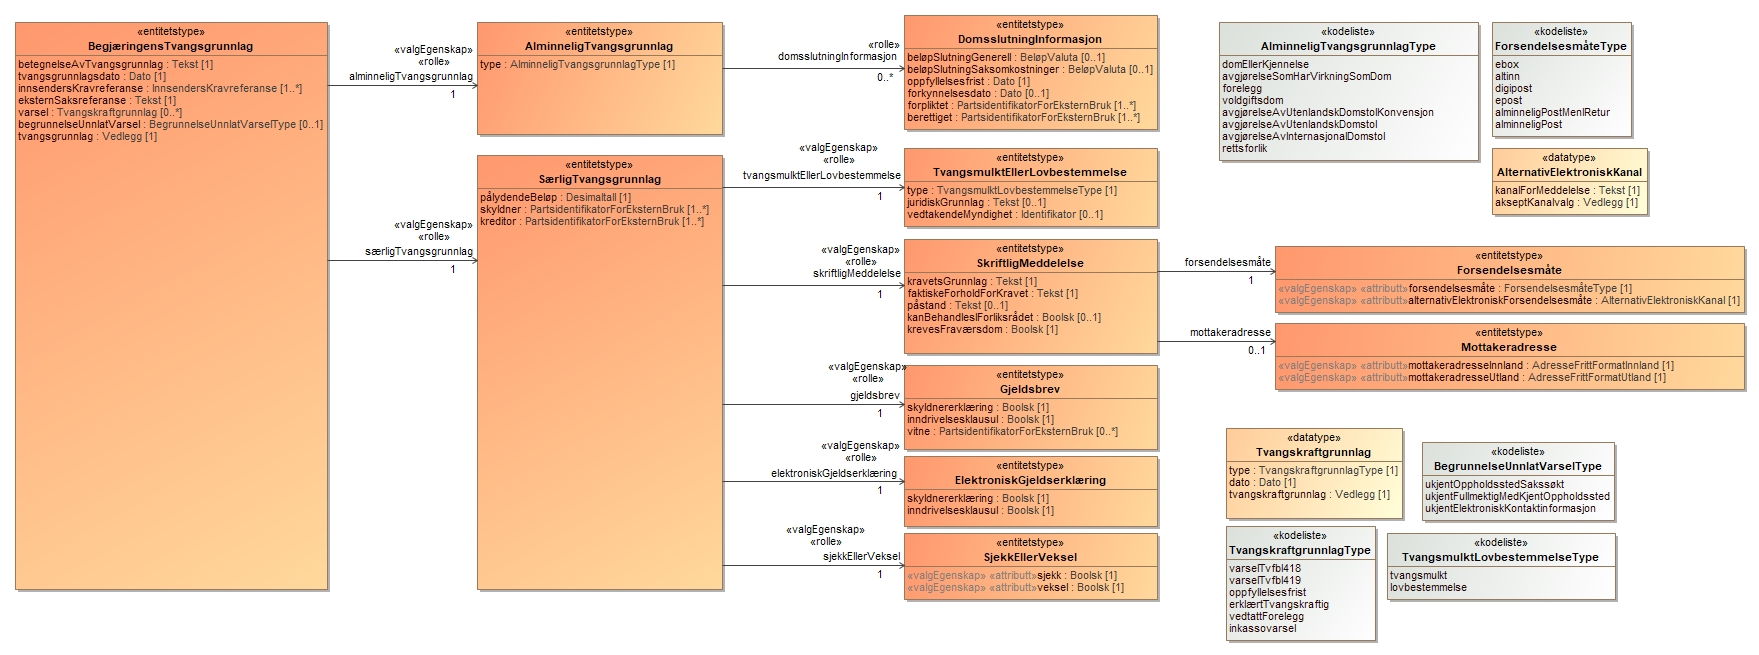 «entitetstype»
BegjæringensTvangsgrunnlag
betegnelseAvTvangsgrunnlag : Tekst [1]
tvangsgrunnlagsdato : Dato [1]
innsendersKravreferanse : InnsendersKravreferanse [1..*]
eksternSaksreferanse : Tekst [1]
varsel : Tvangskraftgrunnlag [0..*]
begrunnelseUnnlatVarsel : BegrunnelseUnnlatVarselType [0..1]
tvangsgrunnlag : Vedlegg [1]
«valgEgenskap»
«rolle»
alminneligTvangsgrunnlag
1
«valgEgenskap»
«rolle»
særligTvangsgrunnlag
1
«entitetstype»
AlminneligTvangsgrunnlag
type : AlminneligTvangsgrunnlagType [1]
«rolle»
domsslutningInformasjon
0..*
«entitetstype»
SærligTvangsgrunnlag
pålydendeBeløp : Desimaltall [1]
skyldner : PartsidentifikatorForEksternBruk [1..*]
kreditor : PartsidentifikatorForEksternBruk [1..*]
«valgEgenskap»
«rolle»
tvangsmulktEllerLovbestemmelse
1
«valgEgenskap»
«rolle»
skriftligMeddelelse
1
«valgEgenskap»
«rolle»
gjeldsbrev
1
«valgEgenskap»
«rolle»
elektroniskGjeldserklæring
1
«valgEgenskap»
«rolle»
sjekkEllerVeksel
1
«entitetstype»
DomsslutningInformasjon
beløpSlutningGenerell : BeløpValuta [0..1]
beløpSlutningSaksomkostninger : BeløpValuta [0..1]
oppfyllelsesfrist : Dato [1]
forkynnelsesdato : Dato [0..1]
forpliktet : PartsidentifikatorForEksternBruk [1..*]
berettiget : PartsidentifikatorForEksternBruk [1..*]
«entitetstype»
TvangsmulktEllerLovbestemmelse
type : TvangsmulktLovbestemmelseType [1]
juridiskGrunnlag : Tekst [0..1]
vedtakendeMyndighet : Identifikator [0..1]
«entitetstype»
SkriftligMeddelelse
kravetsGrunnlag : Tekst [1]
faktiskeForholdForKravet : Tekst [1]
påstand : Tekst [0..1]
kanBehandlesIForliksrådet : Boolsk [0..1]
krevesFraværsdom : Boolsk [1]
«entitetstype»
Gjeldsbrev
skyldnererklæring : Boolsk [1]
inndrivelsesklausul : Boolsk [1]
vitne : PartsidentifikatorForEksternBruk [0..*]
«entitetstype»
ElektroniskGjeldserklæring
skyldnererklæring : Boolsk [1]
inndrivelsesklausul : Boolsk [1]
«entitetstype»
SjekkEllerVeksel
«valgEgenskap» «attributt»sjekk : Boolsk [1]
«valgEgenskap» «attributt»veksel : Boolsk [1]
forsendelsesmåte
1
mottakeradresse
0..1
«entitetstype»
Forsendelsesmåte
«valgEgenskap» «attributt»forsendelsesmåte : ForsendelsesmåteType [1]
«valgEgenskap» «attributt»alternativElektroniskForsendelsesmåte : AlternativElektroniskKanal [1]
«entitetstype»
Mottakeradresse
«valgEgenskap» «attributt»mottakeradresseInnland : AdresseFrittFormatInnland [1]
«valgEgenskap» «attributt»mottakeradresseUtland : AdresseFrittFormatUtland [1]
«kodeliste»
AlminneligTvangsgrunnlagType
domEllerKjennelse
avgjørelseSomHarVirkningSomDom
forelegg
voldgiftsdom
avgjørelseAvUtenlandskDomstolKonvensjon
avgjørelseAvUtenlandskDomstol
avgjørelseAvInternasjonalDomstol
rettsforlik
«kodeliste»
ForsendelsesmåteType
ebox
altinn
digipost
epost
alminneligPostMenIRetur
alminneligPost
«datatype»
AlternativElektroniskKanal
kanalForMeddelelse : Tekst [1]
akseptKanalvalg : Vedlegg [1]
«datatype»
Tvangskraftgrunnlag
type : TvangskraftgrunnlagType [1]
dato : Dato [1]
tvangskraftgrunnlag : Vedlegg [1]
«kodeliste»
BegrunnelseUnnlatVarselType
ukjentOppholdsstedSakssøkt
ukjentFullmektigMedKjentOppholdssted
ukjentElektroniskKontaktinformasjon
«kodeliste»
TvangskraftgrunnlagType
varselTvfbl418
varselTvfbl419
oppfyllelsesfrist
erklærtTvangskraftig
vedtattForelegg
inkassovarsel
«kodeliste»
TvangsmulktLovbestemmelseType
tvangsmulkt
lovbestemmelse